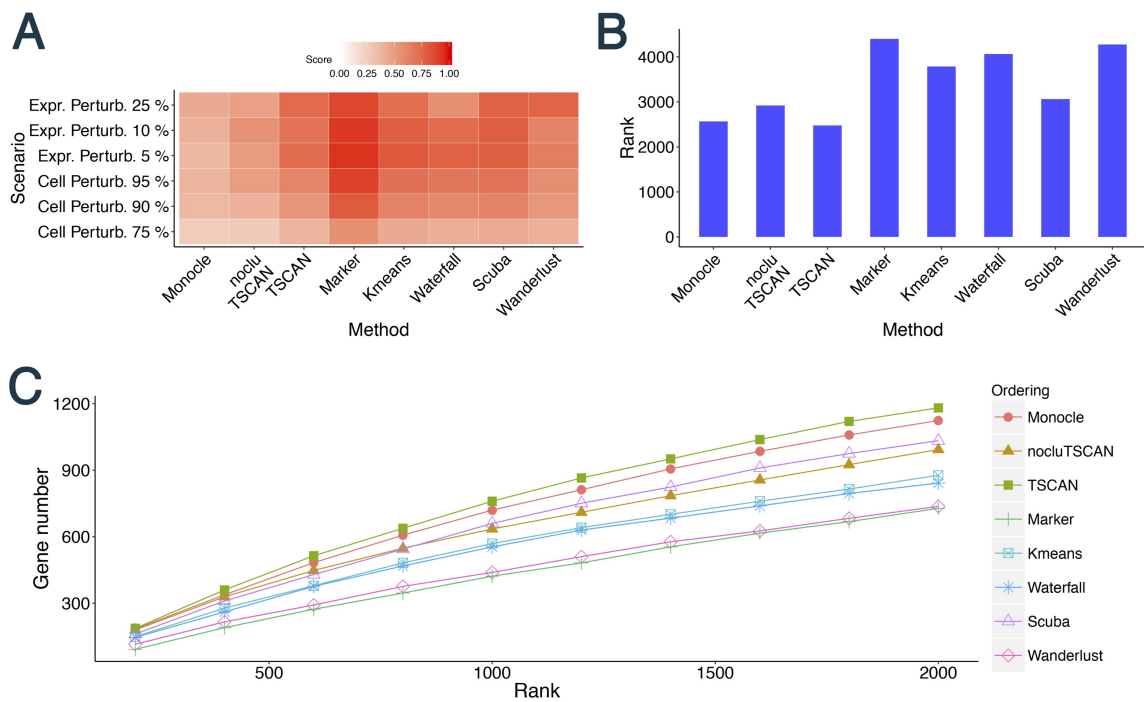 A
Score
0.00 0.25 0.50 0.75 1.00
Scenario
Expr. Perturb. 25 %
Expr. Perturb. 10 %
Expr. Perturb. 5 %
Cell Perturb. 95 %
Cell Perturb. 90 %
Cell Perturb. 75 %
Monocle
noclu
TSCAN
TSCAN
Marker
Kmeans
Waterfall
Scuba
Wanderlust
Method
B
Rank
4000
3000
2000
1000
0
Monocle
noclu
TSCAN
TSCAN
Marker
Kmeans
Waterfall
Scuba
Wanderlust
Method
C
Gene number
1200
900
600
300
500 1000 1500 2000
Rank
Ordering
Monocle
nocluTSCAN
TSCAN
Marker
Kmeans
Waterfall
Scuba
Wanderlust